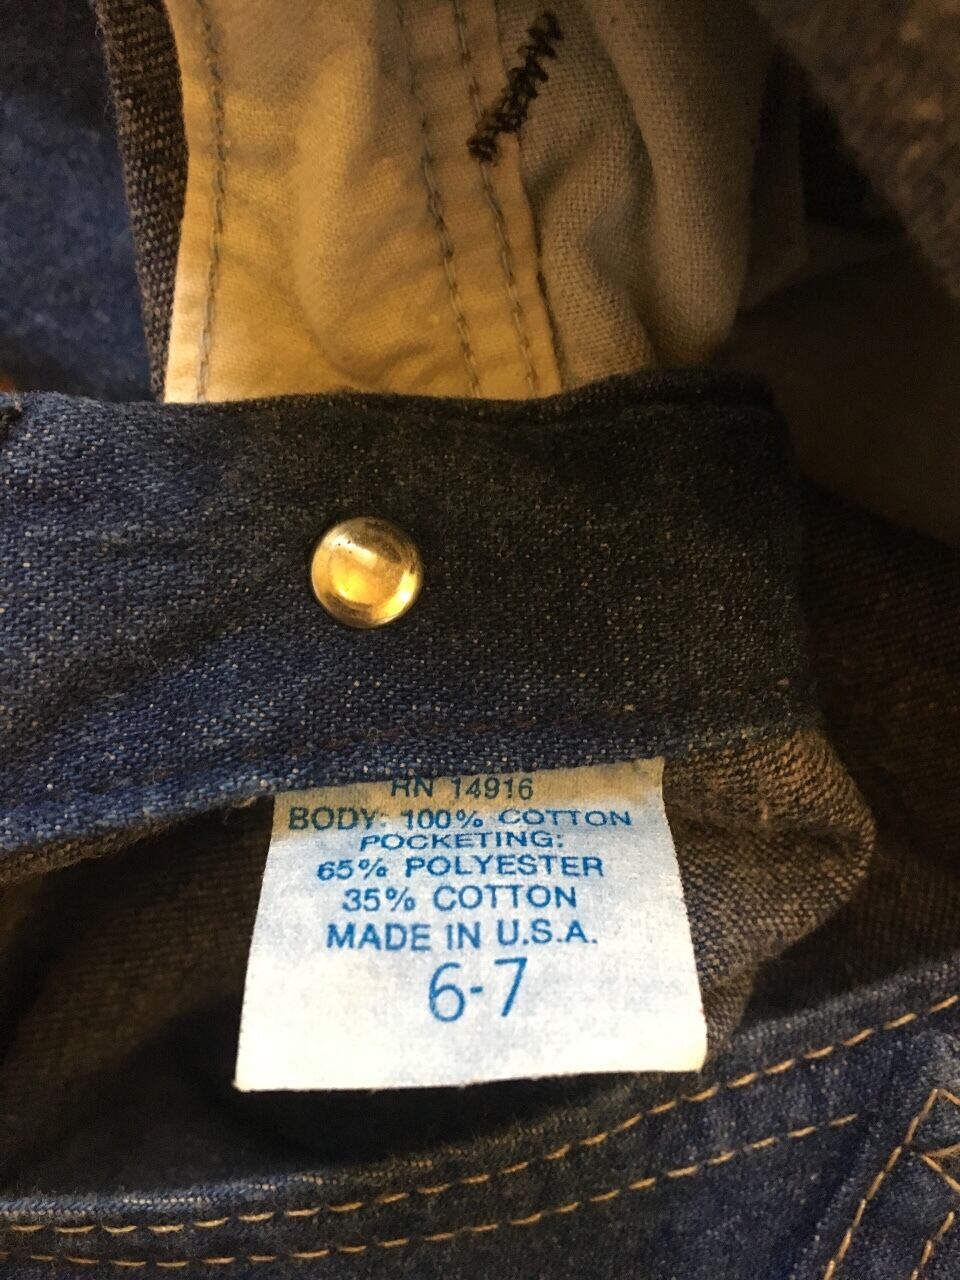 RN 14916
BODY: 100% COTTON
POCKETING:
65% POLYESTER
35% COTTON
MADE IN U.S.A.
6-7